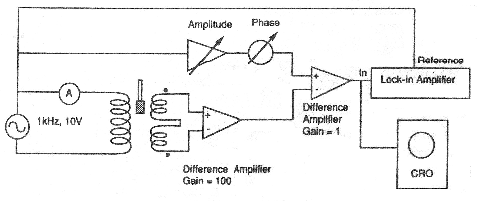 Amplitude
Phase
Reference
In
Lock-in Amplifier
A
+
-
+
-
Difference
Amplifier
Gain = 1
1kHz, 10V
Difference Amplifier
Gain = 100
CRO